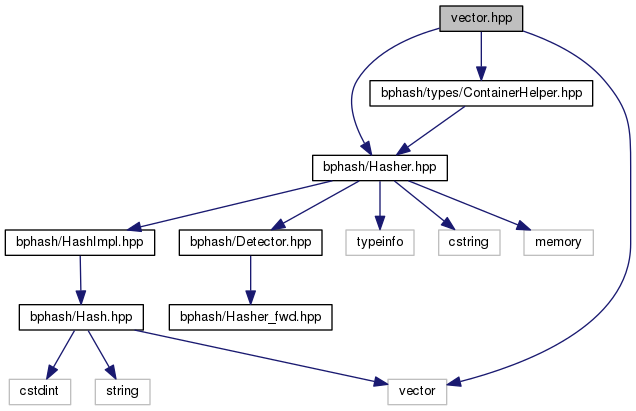 vector.hpp
bphash/types/ContainerHelper.hpp
bphash/Hasher.hpp
bphash/HashImpl.hpp
bphash/Detector.hpp
typeinfo
cstring
memory
bphash/Hash.hpp
bphash/Hasher_fwd.hpp
cstdint
string
vector